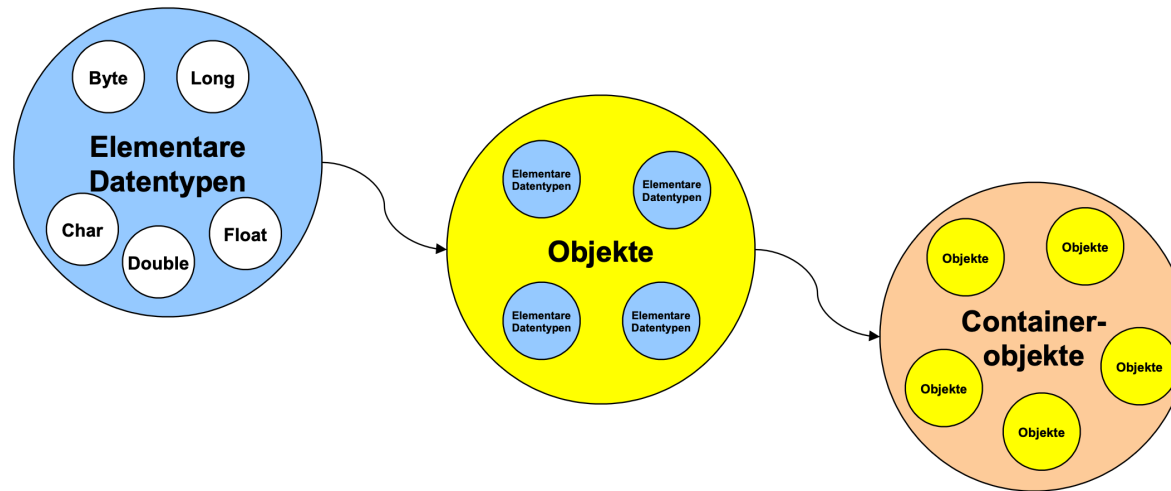 Byte
Long
Elementare
Datentypen
Char
Double
Float
Elementare
Datentypen
Elementare
Datentypen
Objekte
Elementare
Datentypen
Elementare
Datentypen
Objekte
Objekte
Container-
objekte
Objekte
Objekte
Objekte